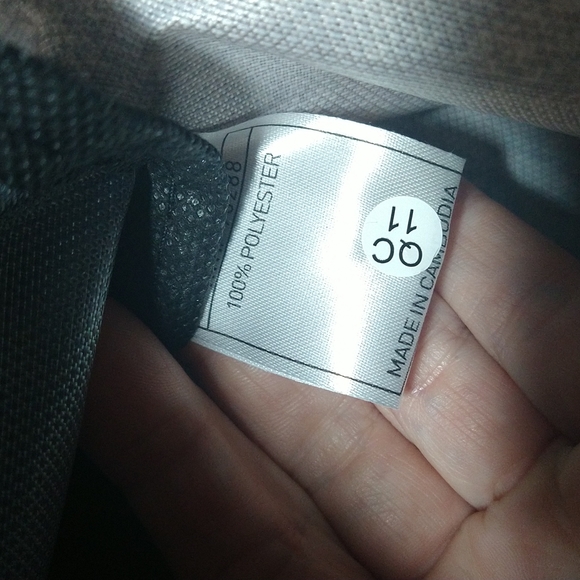 100% POLYESTER
MADE IN CAMBODIA
QC
11